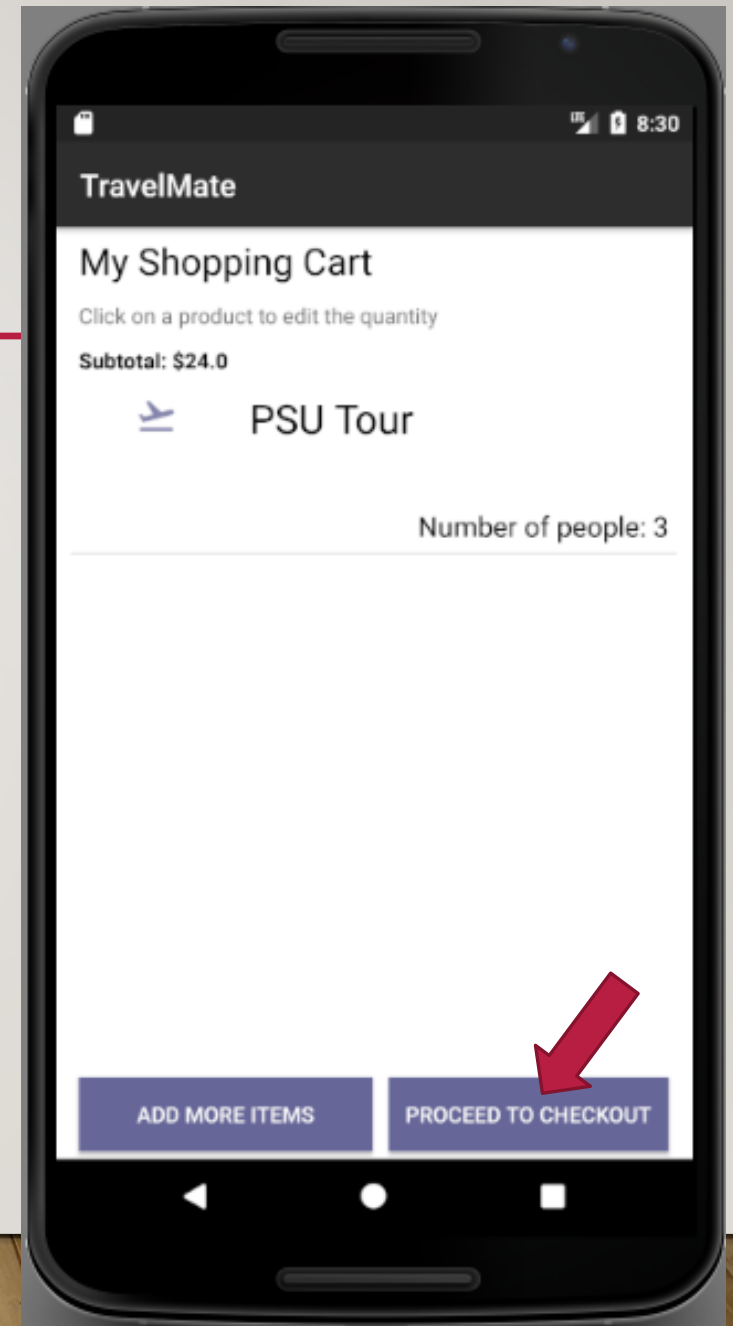 LTE 8:30
TravelMate
My Shopping Cart
Click on a product to edit the quantity
Subtotal: $24.0
PSU Tour
Number of people: 3
ADD MORE ITEMS PROCEED TO CHECKOUT